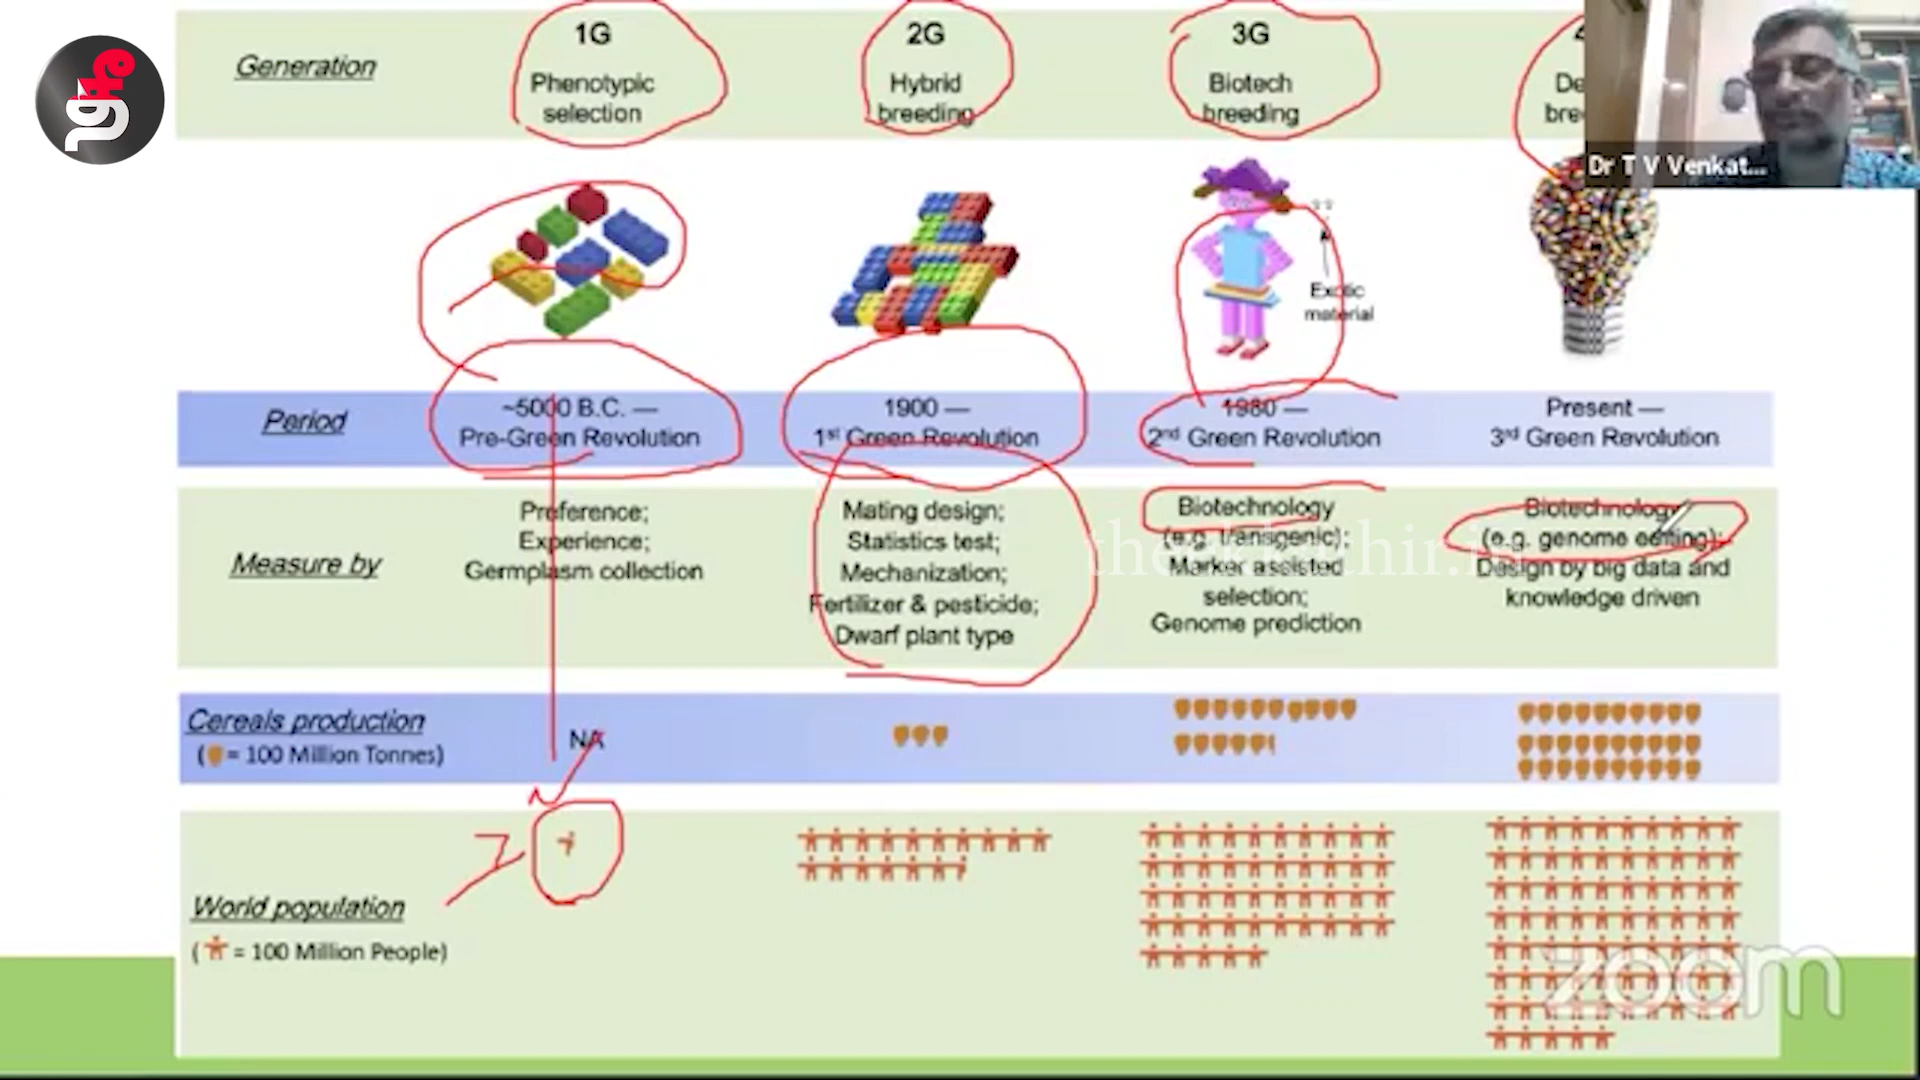 Generation
1G
Phenotypic
selection
2G
Hybrid
breeding
3G
Biotech
breeding
De
bre
Dr T V Venkat...
Exotic
material
Period
~5000 B.C. —
Pre-Green Revolution
1900 —
1st Green Revolution
1980 —
2nd Green Revolution
Present —
3rd Green Revolution
Measure by
Preference;
Experience;
Germplasm collection
Mating design;
Statistics test;
Mechanization;
Fertilizer & pesticide;
Dwarf plant type
Biotechnology
(e.g. transgenic);
Marker assisted
selection;
Genome prediction
Biotechnology
(e.g. genome editing);
Design by big data and
knowledge driven
Cereals production
(= 100 Million Tonnes)
NA
World population
(= 100 Million People)
zoom